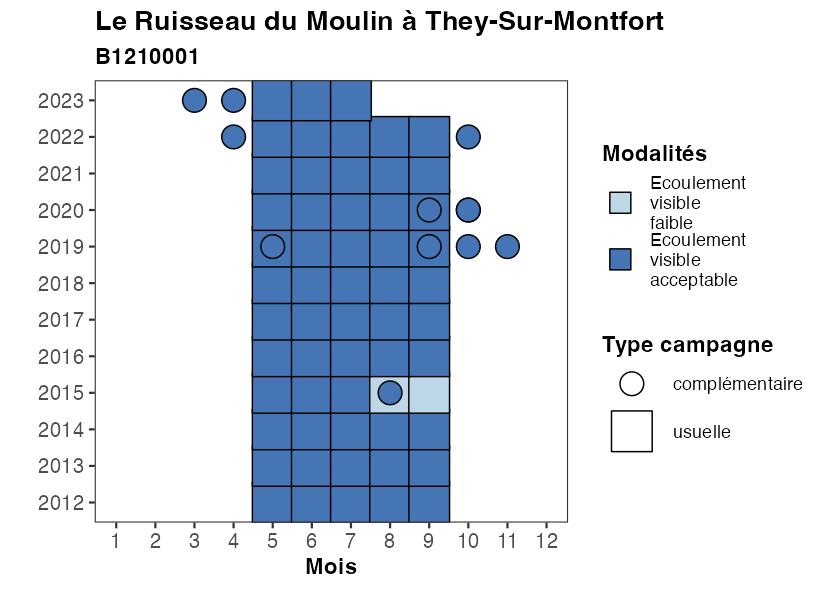 Le Ruisseau du Moulin à They-Sur-Montfort
B1210001
2023
2022
2021
2020
2019
2018
2017
2016
2015
2014
2013
2012
1 2 3 4 5 6 7 8 9 10 11 12
Mois
Modalités
Ecoulement
visible
faible
Ecoulement
visible
acceptable
Type campagne
complémentaire
usuelle